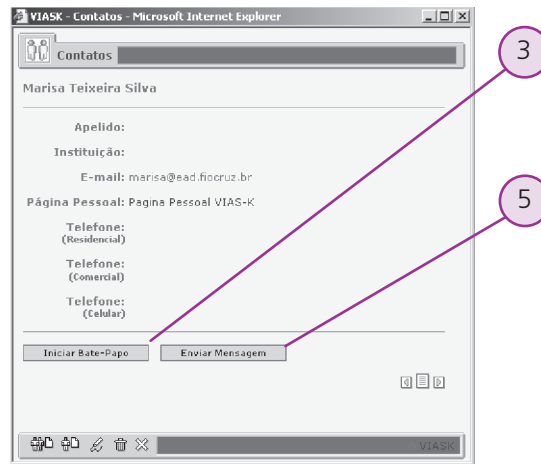 VIASK - Contatos - Microsoft Internet Explorer
Contatos
3
Marisa Teixeira Silva
Apelido:
Instituição:
E-mail: marisa@ead.fiocruz.br
Página Pessoal: Pagina Pessoal VIAS-K
5
Telefone:
(Residencial)
Telefone:
(Comercial)
Telefone:
(Celular)
Iniciar Bate-Papo Enviar Mensagem
VIASK